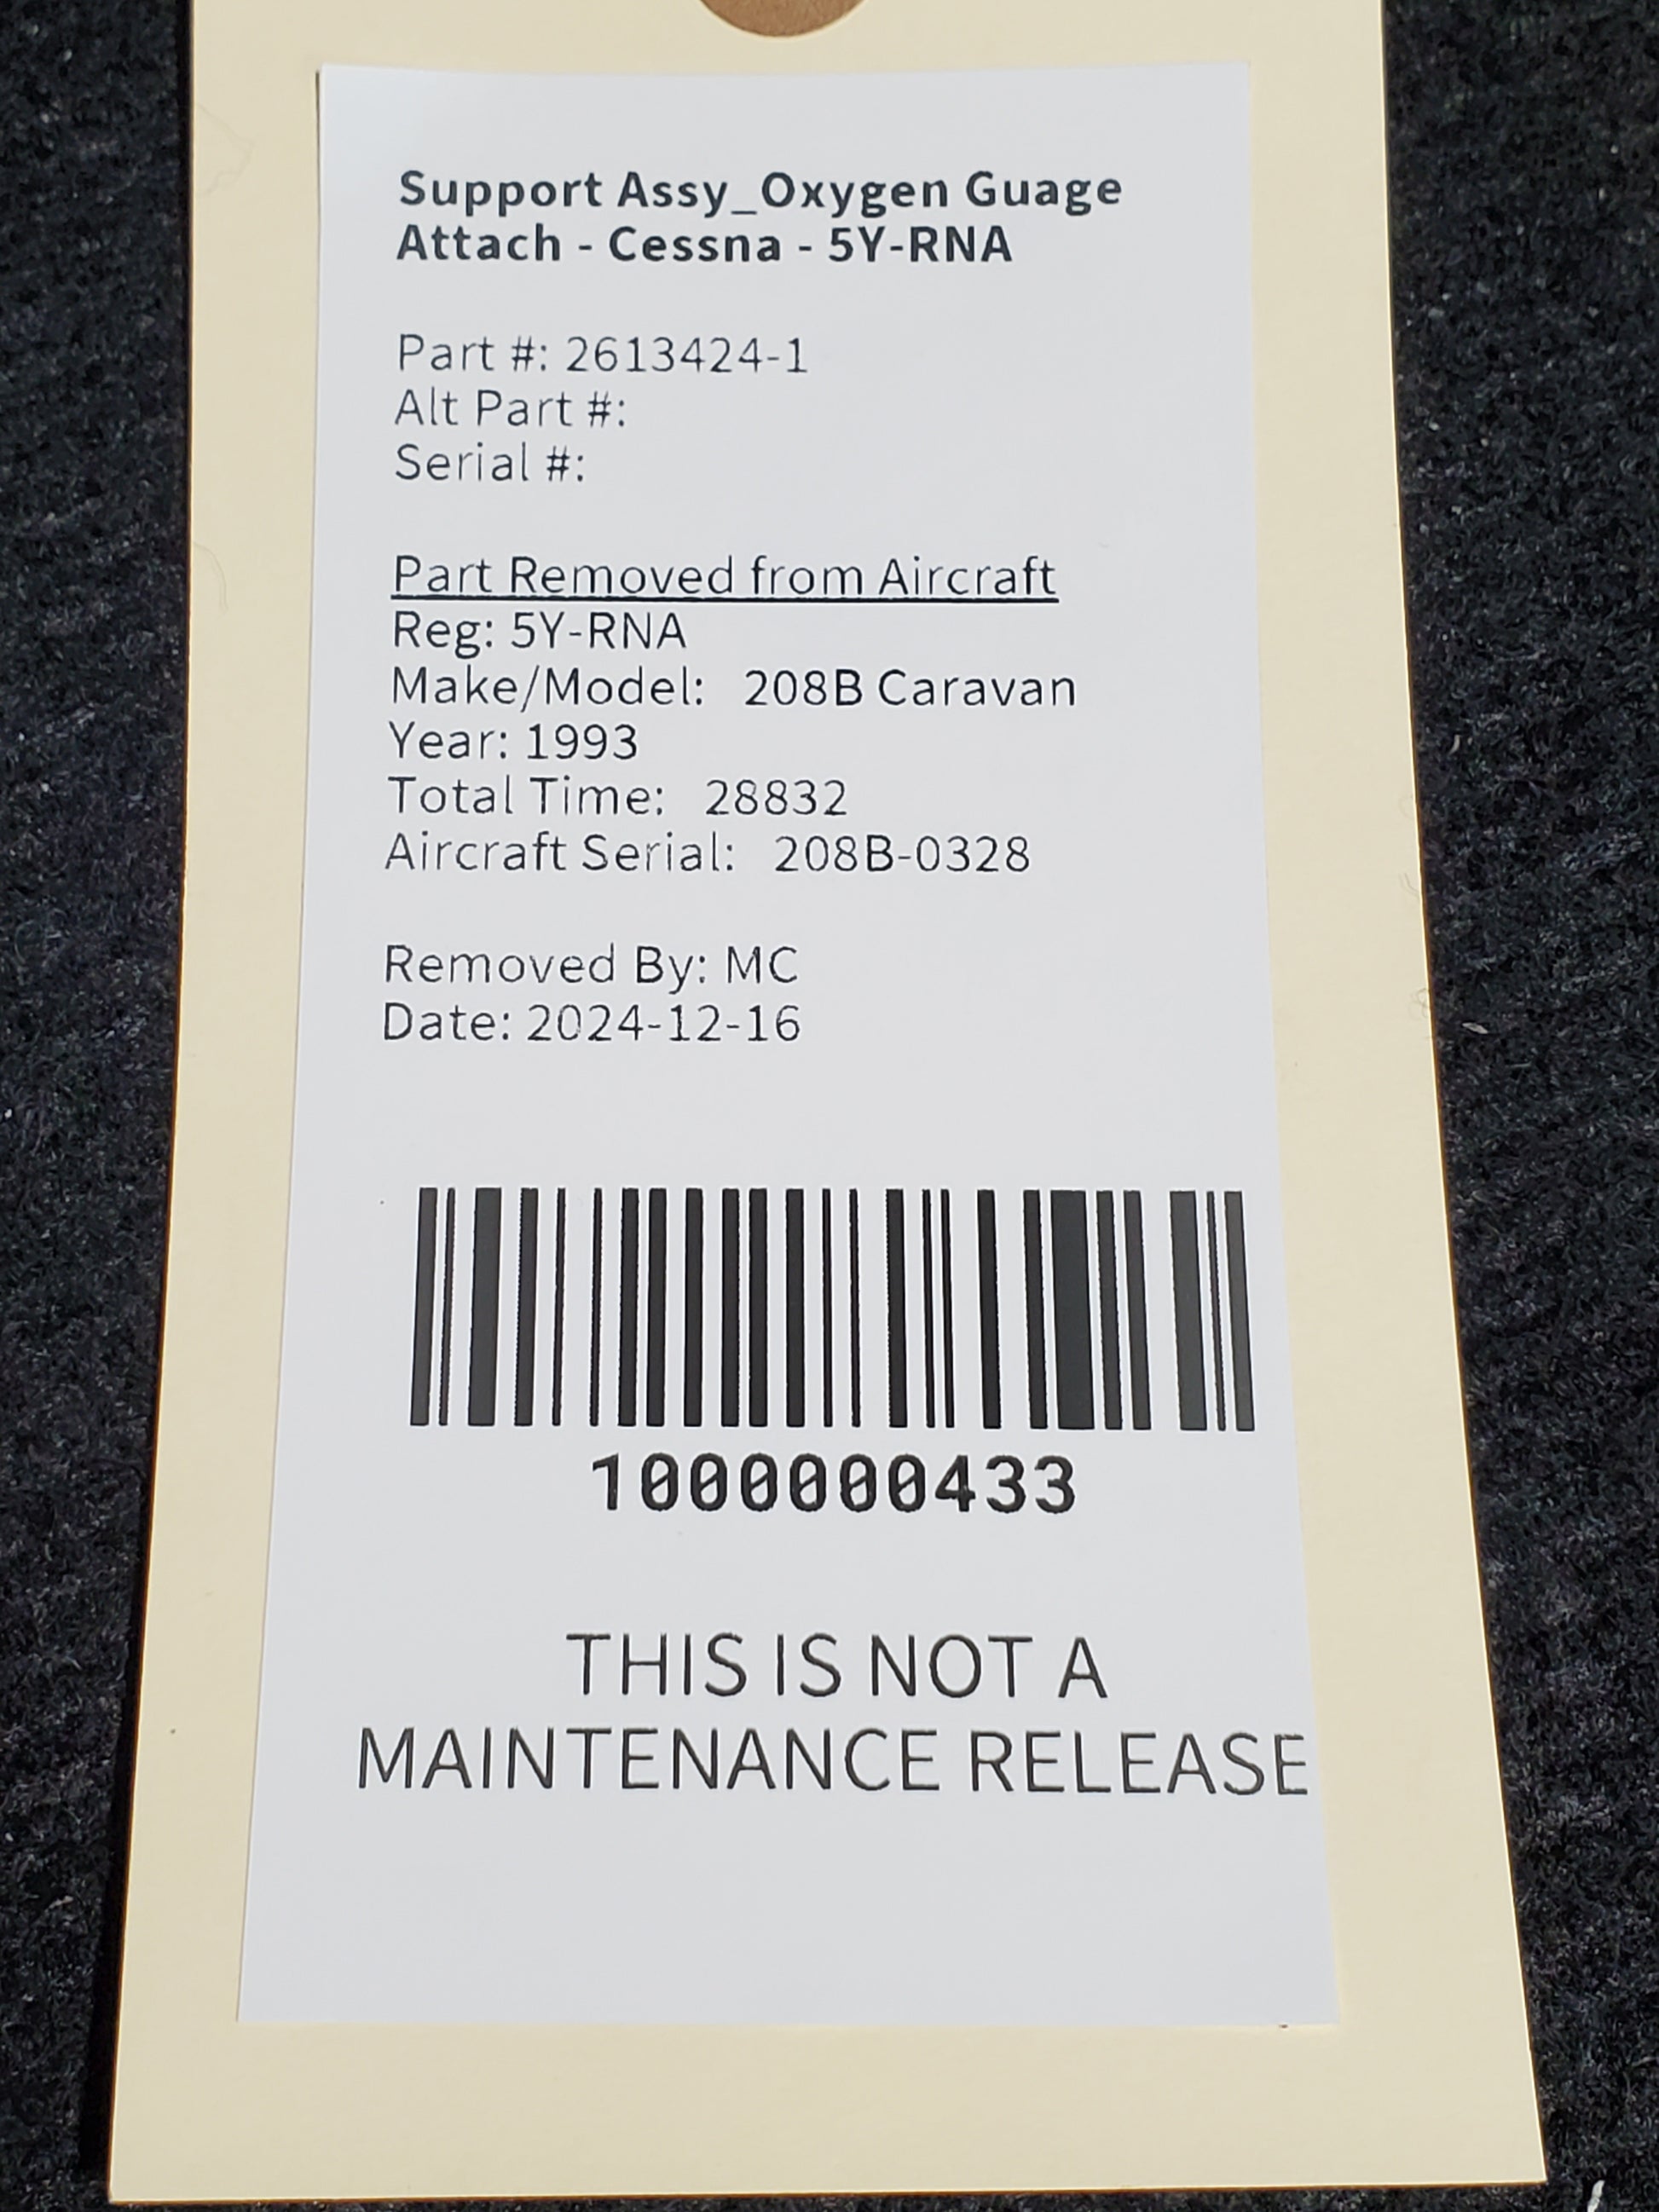 Support Assy_Oxygen Guage
Attach - Cessna - 5Y-RNA
Part #: 2613424-1
Alt Part #:
Serial #:
Part Removed from Aircraft
Reg: 5Y-RNA
Make/Model: 208B Caravan
Year: 1993
Total Time: 28832
Aircraft Serial: 208B-0328
Removed By: MC
Date: 2024-12-16
1000000433
THIS IS NOT A
MAINTENANCE RELEASE